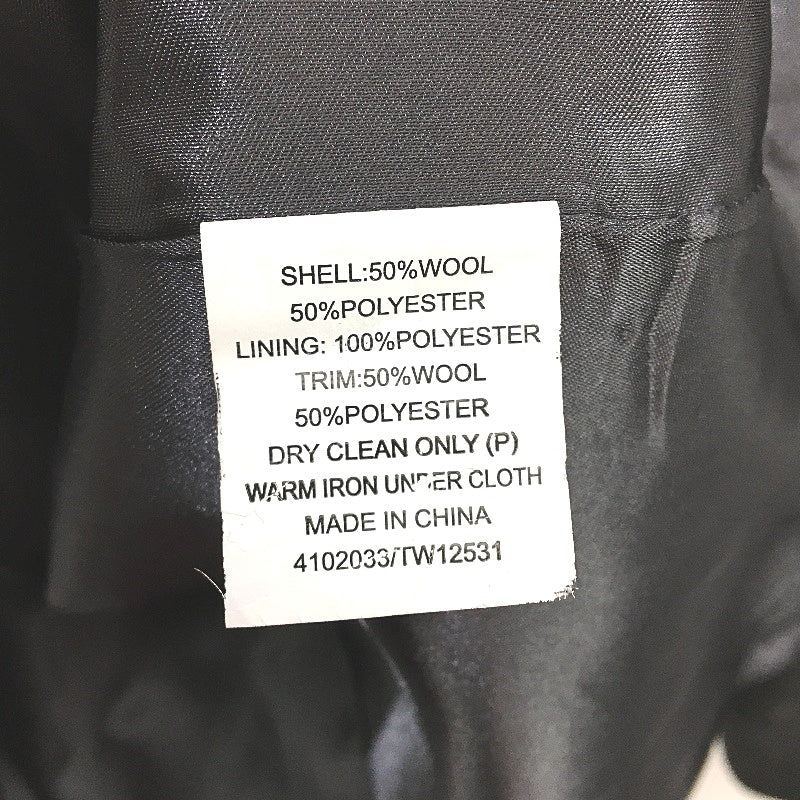 SHELL:50%WOOL
50%POLYESTER
LINING: 100%POLYESTER
TRIM:50%WOOL
50%POLYESTER
DRY CLEAN ONLY (P)
WARM IRON UNDER CLOTH
MADE IN CHINA
4102033/TW12531